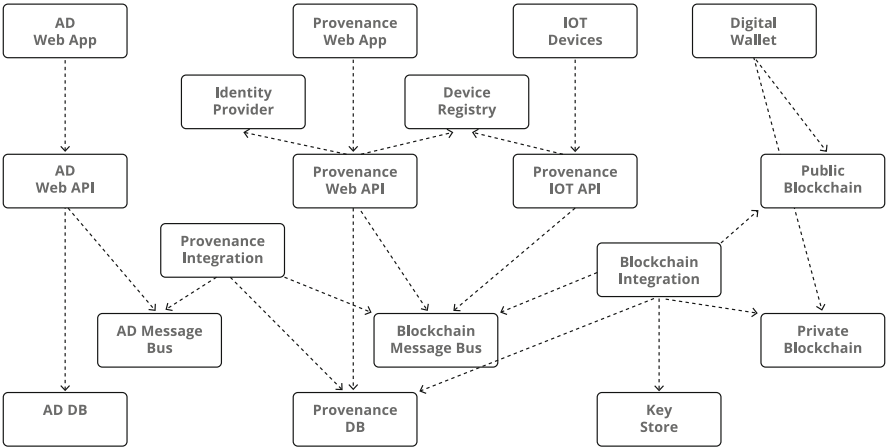 AD
Web App
Provenance
Web App
IOT
Devices
Digital
Wallet
Identity
Provider
Device
Registry
AD
Web API
Provenance
Web API
Provenance
IOT API
Public
Blockchain
Provenance
Integration
Blockchain
Integration
AD Message
Bus
Blockchain
Message Bus
Private
Blockchain
AD DB
Provenance
DB
Key
Store